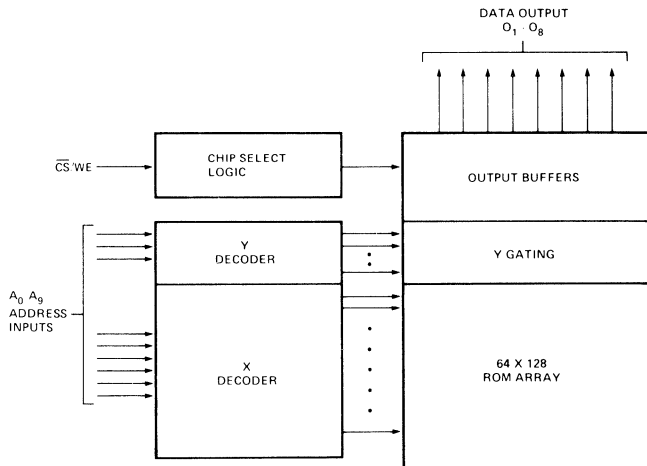 DATA OUTPUT
O1 - O8
CS/WE
CHIP SELECT
LOGIC
OUTPUT BUFFERS
Y
DECODER
Y GATING
A0 A9
ADDRESS
INPUTS
X
DECODER
64 X 128
ROM ARRAY